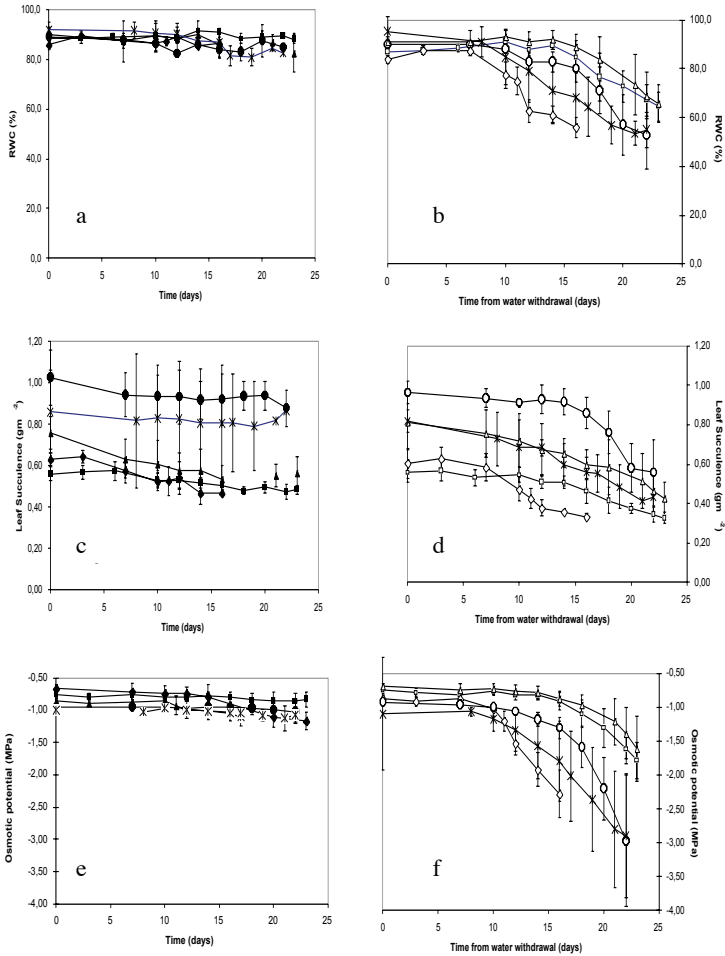 100,0
80,0
60,0
40,0
20,0
0,0
RWC (%)
a
0 5 10 15 20 25
Time (days)
100,0
80,0
60,0
40,0
20,0
0,0
RWC (%)
b
0 5 10 15 20 25
Time from water withdrawal (days)
1,20
1,00
0,80
0,60
0,40
0,20
0,00
Leaf Succulence (gm -2)
c
0 5 10 15 20 25
Time (days)
1,20
1,00
0,80
0,60
0,40
0,20
0,00
Leaf Succulence (gm -2)
d
0 5 10 15 20 25
Time from water withdrawal (days)
-0,50
-1,00
-1,50
-2,00
-2,50
-3,00
-3,50
-4,00
Osmotic potential (MPa)
e
0 5 10 15 20 25
Time (days)
-0,50
-1,00
-1,50
-2,00
-2,50
-3,00
-3,50
-4,00
Osmotic potential (MPa)
f
0 5 10 15 20 25
Time from water withdrawal (days)